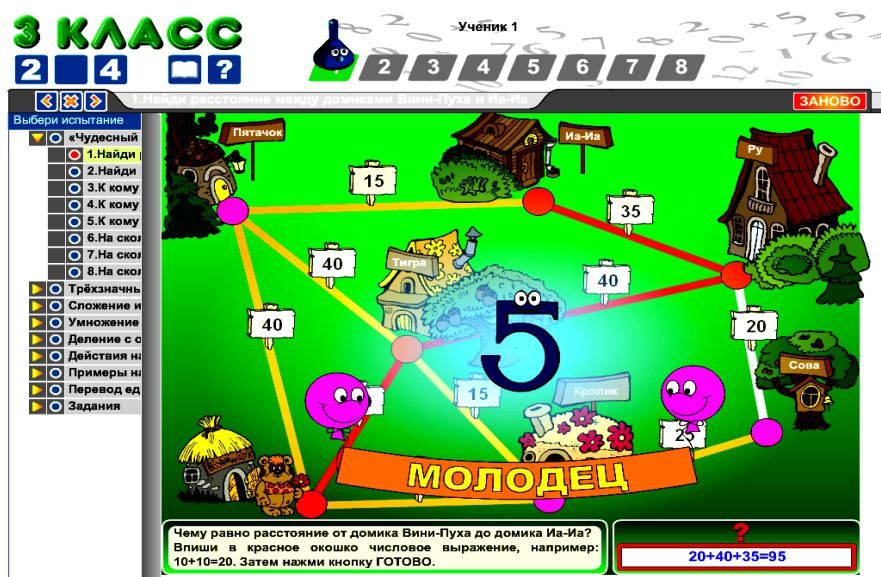 3 КЛАСС
Ученик 1
2 4 ?
2 3 4 5 6 7 8
1.Найди расстояние между домиками Вини-Пуха и Иа-Иа
ЗАНОВО
Выбери испытание
«Чудесный
1.Найди
2.Найди
3.К кому
4.К кому
5.К кому
6.На скол
7.На скол
8.На скол
Трёхзначнь
Сложение и
Умножение
Деление с о
Действия на
Примеры на
Перевод ед
Задания
Пятачок
Иа-Иа
Ру
15
35
Тигра
40
40
40
20
5
Сова
15
Кролик
25
МОЛОДЕЦ
Чему равно расстояние от домика Вини-Пуха до домика Иа-Иа?
Впиши в красное окошко числовое выражение, например:
10+10=20. Затем нажми кнопку ГОТОВО.
?
20+40+35=95